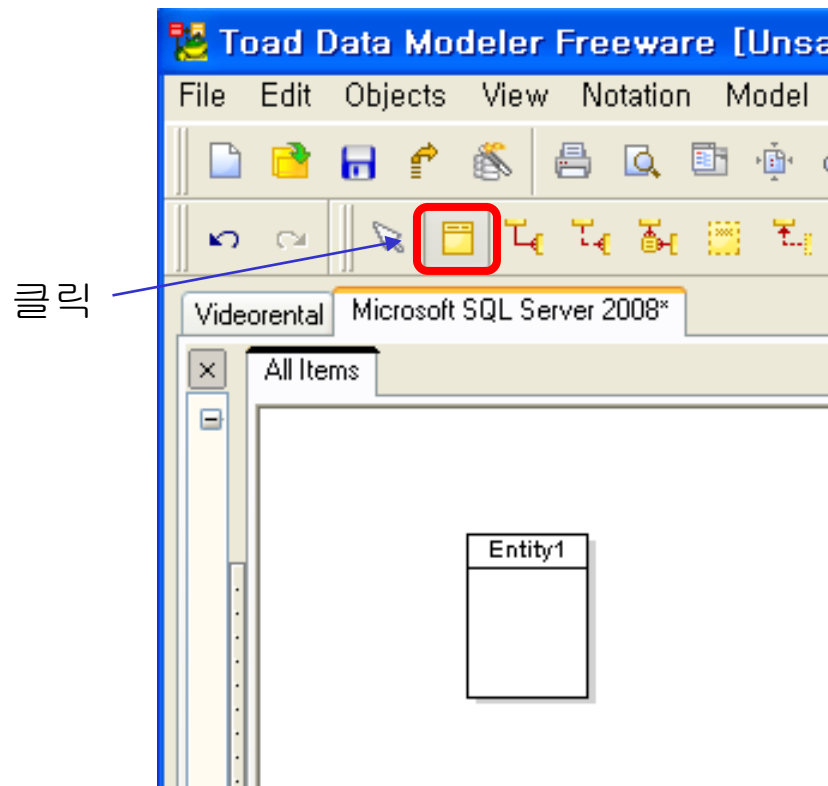 Toad Data Modeler Freeware [Unsa
File Edit Objects View Notation Model
클릭
Videorental Microsoft SQL Server 2008*
All Items
Entity1